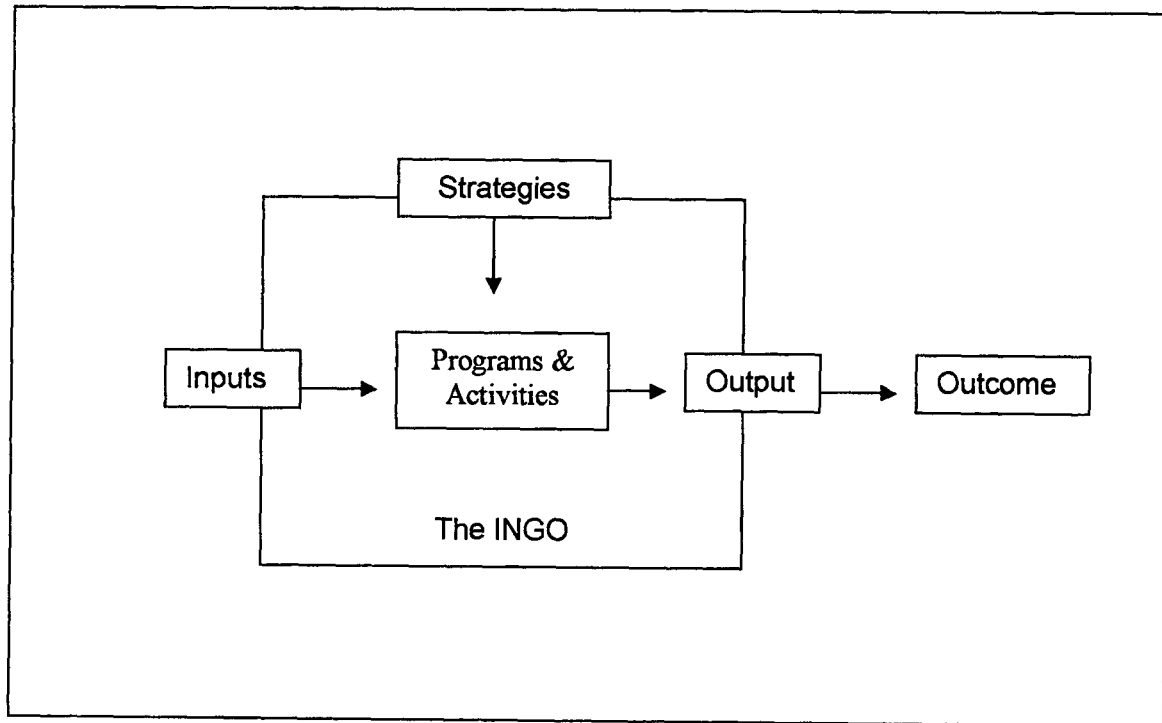 Strategies
Inputs
Programs &
Activities
Output
Outcome
The INGO